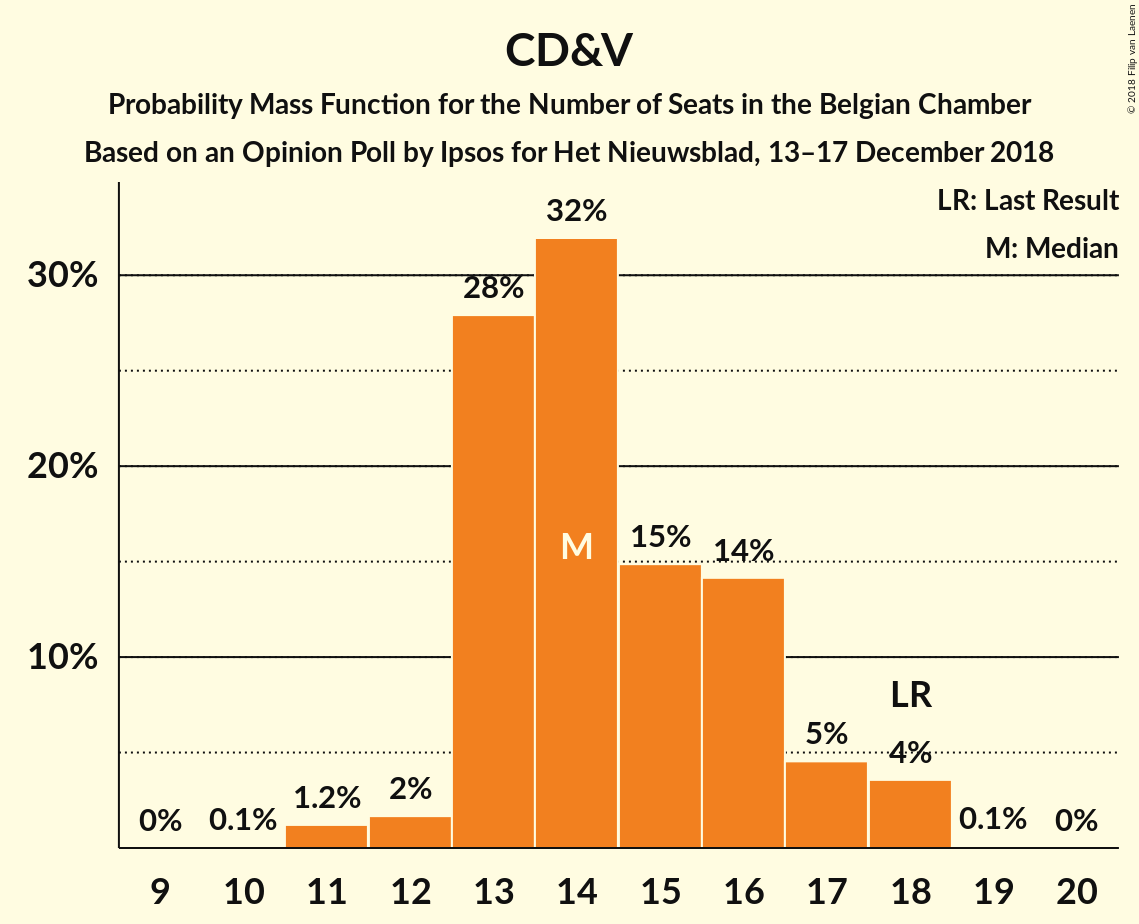 CD&V
Probability Mass Function for the Number of Seats in the Belgian Chamber
Based on an Opinion Poll by Ipsos for Het Nieuwsblad, 13–17 December 2018
© 2018 Filip van Laenen
LR: Last Result
M: Median
30%
20%
10%
0%
0.1%
1.2%
2%
28%
32%
M
15%
14%
5%
LR
4%
0.1%
0%
9 10 11 12 13 14 15 16 17 18 19 20